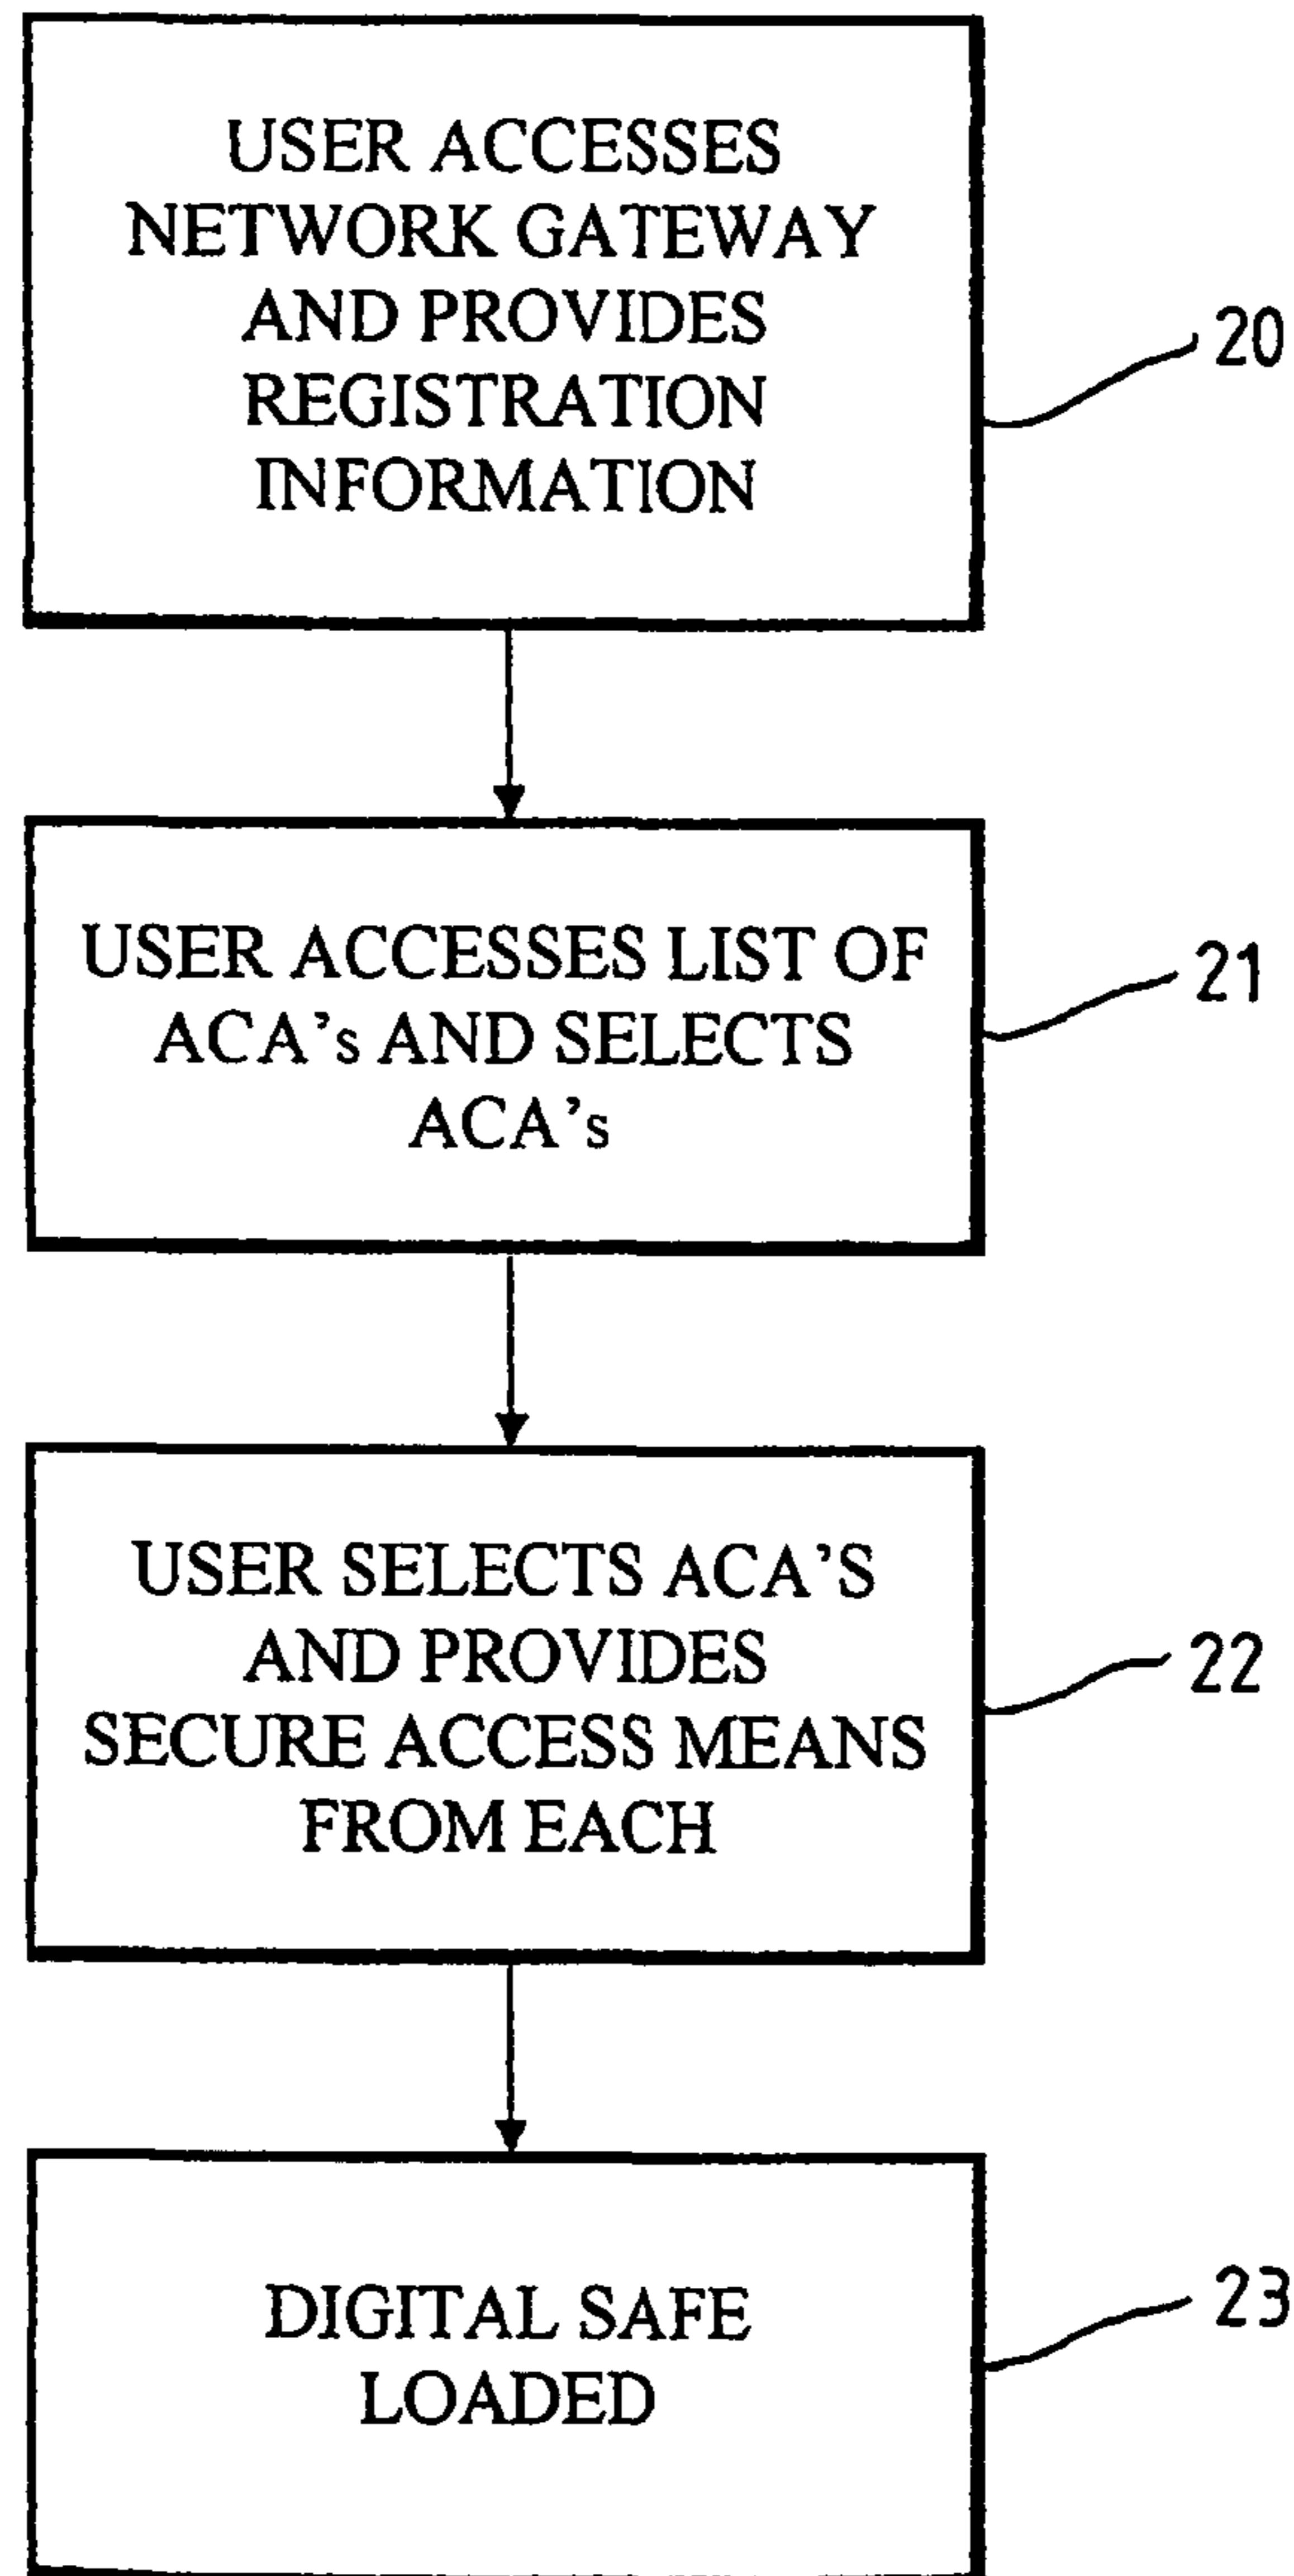 USER ACCESSES
NETWORK GATEWAY
AND PROVIDES
REGISTRATION
INFORMATION
20
USER ACCESSES LIST OF
ACA's AND SELECTS
ACA's
21
USER SELECTS ACA'S
AND PROVIDES
SECURE ACCESS MEANS
FROM EACH
22
DIGITAL SAFE
LOADED
23